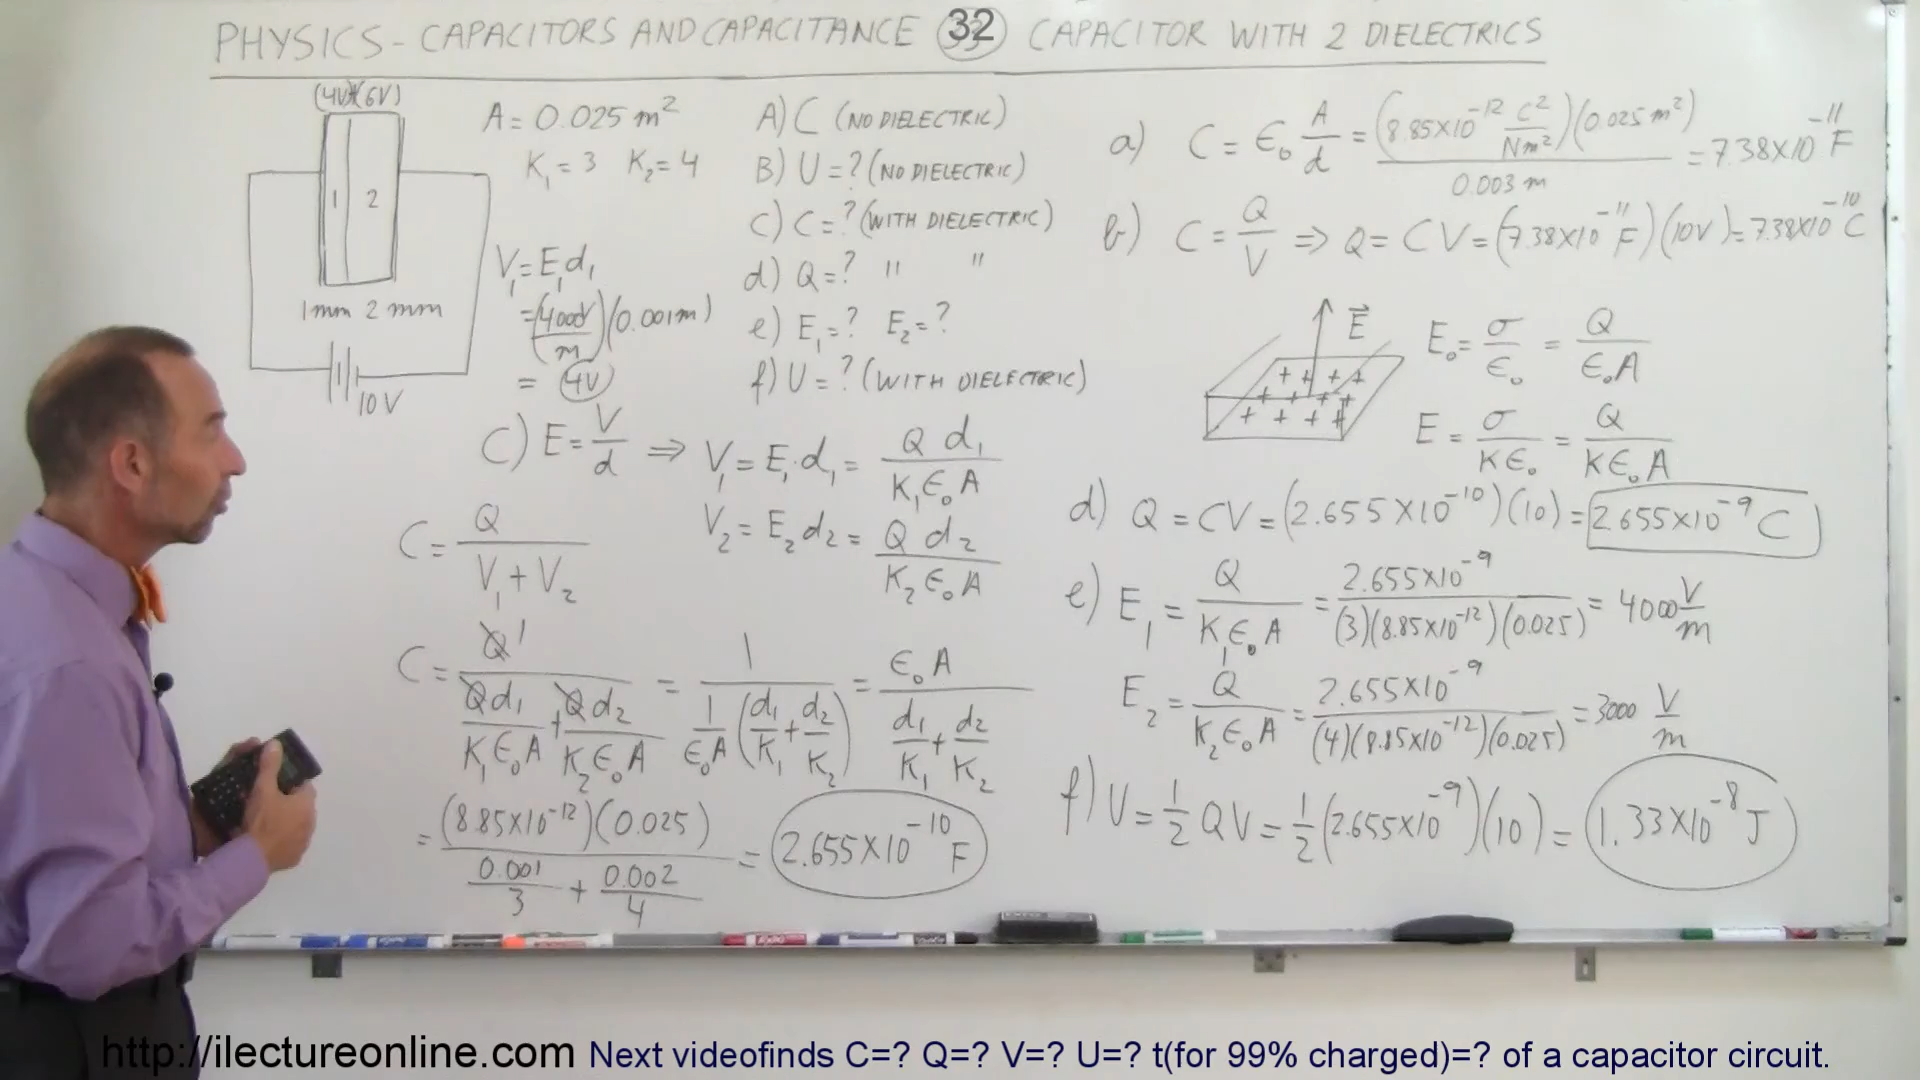 PHYSICS - CAPACITORS AND CAPACITANCE 32 CAPACITOR WITH 2 DIELECTRICS
(4V) (6V)
1 2
1mm 2mm
10V
A = 0.025 m²
K₁ = 3 K₂ = 4
V₁ = E₁d₁
= (4000 V/m)(0.001m)
= 4V
A) C (NO DIELECTRIC)
B) U = ? (NO DIELECTRIC)
C) C = ? (WITH DIELECTRIC)
d) Q = ? " "
e) E₁ = ? E₂ = ?
f) U = ? (WITH DIELECTRIC)
C) E = V/d ⇒ V₁ = E₁·d₁ = Q d₁ / K₁ϵ₀A
V₂ = E₂d₂ = Q d₂ / K₂ϵ₀A
C = Q / V₁ + V₂
C = Q 1 / Qd₁/K₁ϵ₀A + Qd₂/K₂ϵ₀A = 1 / 1/ϵ₀A (d₁/K₁ + d₂/K₂) = ϵ₀A / d₁/K₁ + d₂/K₂
= (8.85×10⁻¹²)(0.025) / 0.001/3 + 0.002/4 = 2.655×10⁻¹⁰ F
a) C = ϵ₀ A/d = (8.85×10⁻¹² C²/Nm²)(0.025 m²) / 0.003 m = 7.38×10⁻¹¹ F
b) C = Q/V ⇒ Q = CV = (7.38×10⁻¹¹ F)(10V) = 7.38×10⁻¹⁰ C
E⃗
+ + + +
+ + + +
+ + + +
E₀ = σ/ϵ₀ = Q/ϵ₀A
E = σ/Kϵ₀ = Q/Kϵ₀A
d) Q = CV = (2.655×10⁻¹⁰)(10) = 2.655×10⁻⁹ C
e) E₁ = Q/K₁ϵ₀A = 2.655×10⁻⁹ / (3)(8.85×10⁻¹²)(0.025) = 4000 V/m
E₂ = Q/K₂ϵ₀A = 2.655×10⁻⁹ / (4)(8.85×10⁻¹²)(0.025) = 3000 V/m
f) U = 1/2 QV = 1/2 (2.655×10⁻⁹)(10) = 1.33×10⁻⁸ J
http://ilectureonline.com Next videofinds C=? Q=? V=? U=? t(for 99% charged)=? of a capacitor circuit.